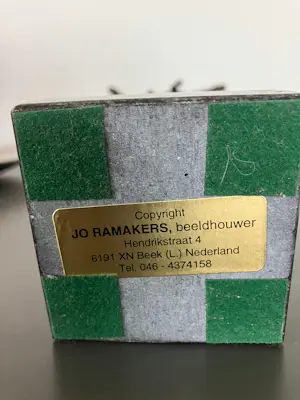 Copyright
JO RAMAKERS, beeldhouwer
Hendrikstraat 4
6191 XN Beek (L.) Nederland
Tel. 046 - 4374158